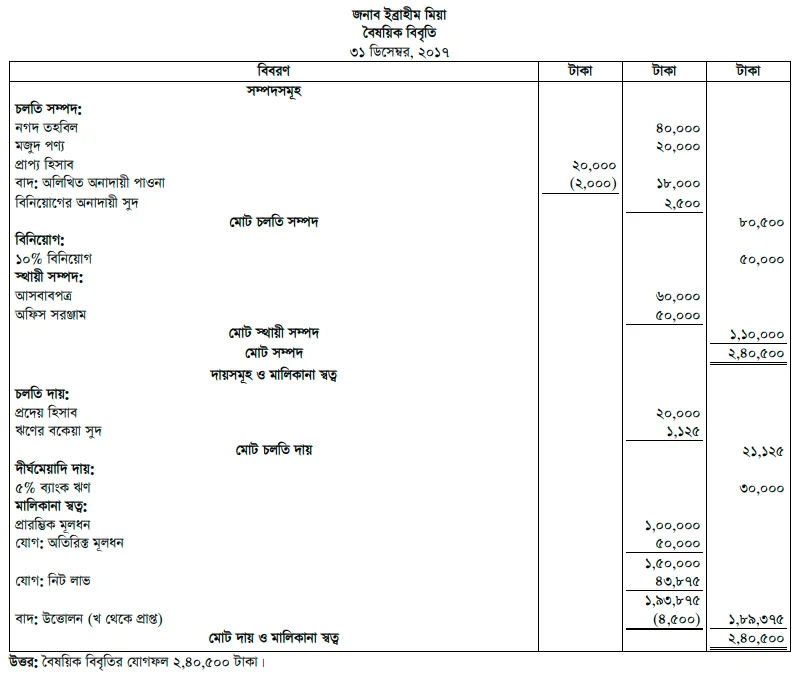 জনাব ইব্রাহীম মিয়া
বৈষয়িক বিবৃতি
৩১ ডিসেম্বর, ২০১৭
বিবরণ টাকা টাকা টাকা
সম্পদসমূহ
চলতি সম্পদ:
নগদ তহবিল ৪০,০০০
মজুদ পণ্য ২০,০০০
প্রাপ্য হিসাব ২০,০০০
বাদ: অলিখিত অনাদায়ী পাওনা (২,০০০) ১৮,০০০
বিনিয়োগের অনাদায়ী সুদ ২,৫০০
মোট চলতি সম্পদ ৮০,৫০০
বিনিয়োগ:
১০% বিনিয়োগ ৫০,০০০
স্থায়ী সম্পদ:
আসবাবপত্র ৬০,০০০
অফিস সরঞ্জাম ৫০,০০০
মোট স্থায়ী সম্পদ ১,১০,০০০
মোট সম্পদ ২,৪০,৫০০
দায়সমূহ ও মালিকানা স্বত্ব
চলতি দায়:
প্রদেয় হিসাব ২০,০০০
ঋণের বকেয়া সুদ ১,১২৫
মোট চলতি দায় ২১,১২৫
দীর্ঘমেয়াদি দায়:
৫% ব্যাংক ঋণ ৩০,০০০
মালিকানা স্বত্ব:
প্রারম্ভিক মূলধন ১,০০,০০০
যোগ: অতিরিক্ত মূলধন ৫০,০০০
১,৫০,০০০
যোগ: নিট লাভ ৪৩,৮৭৫
১,৯৩,৮৭৫
বাদ: উত্তোলন (খ থেকে প্রাপ্ত) (৪,৫০০) ১,৮৯,৩৭৫
মোট দায় ও মালিকানা স্বত্ব ২,৪০,৫০০
উত্তর: বৈষয়িক বিবৃতির যোগফল ২,৪০,৫০০ টাকা।